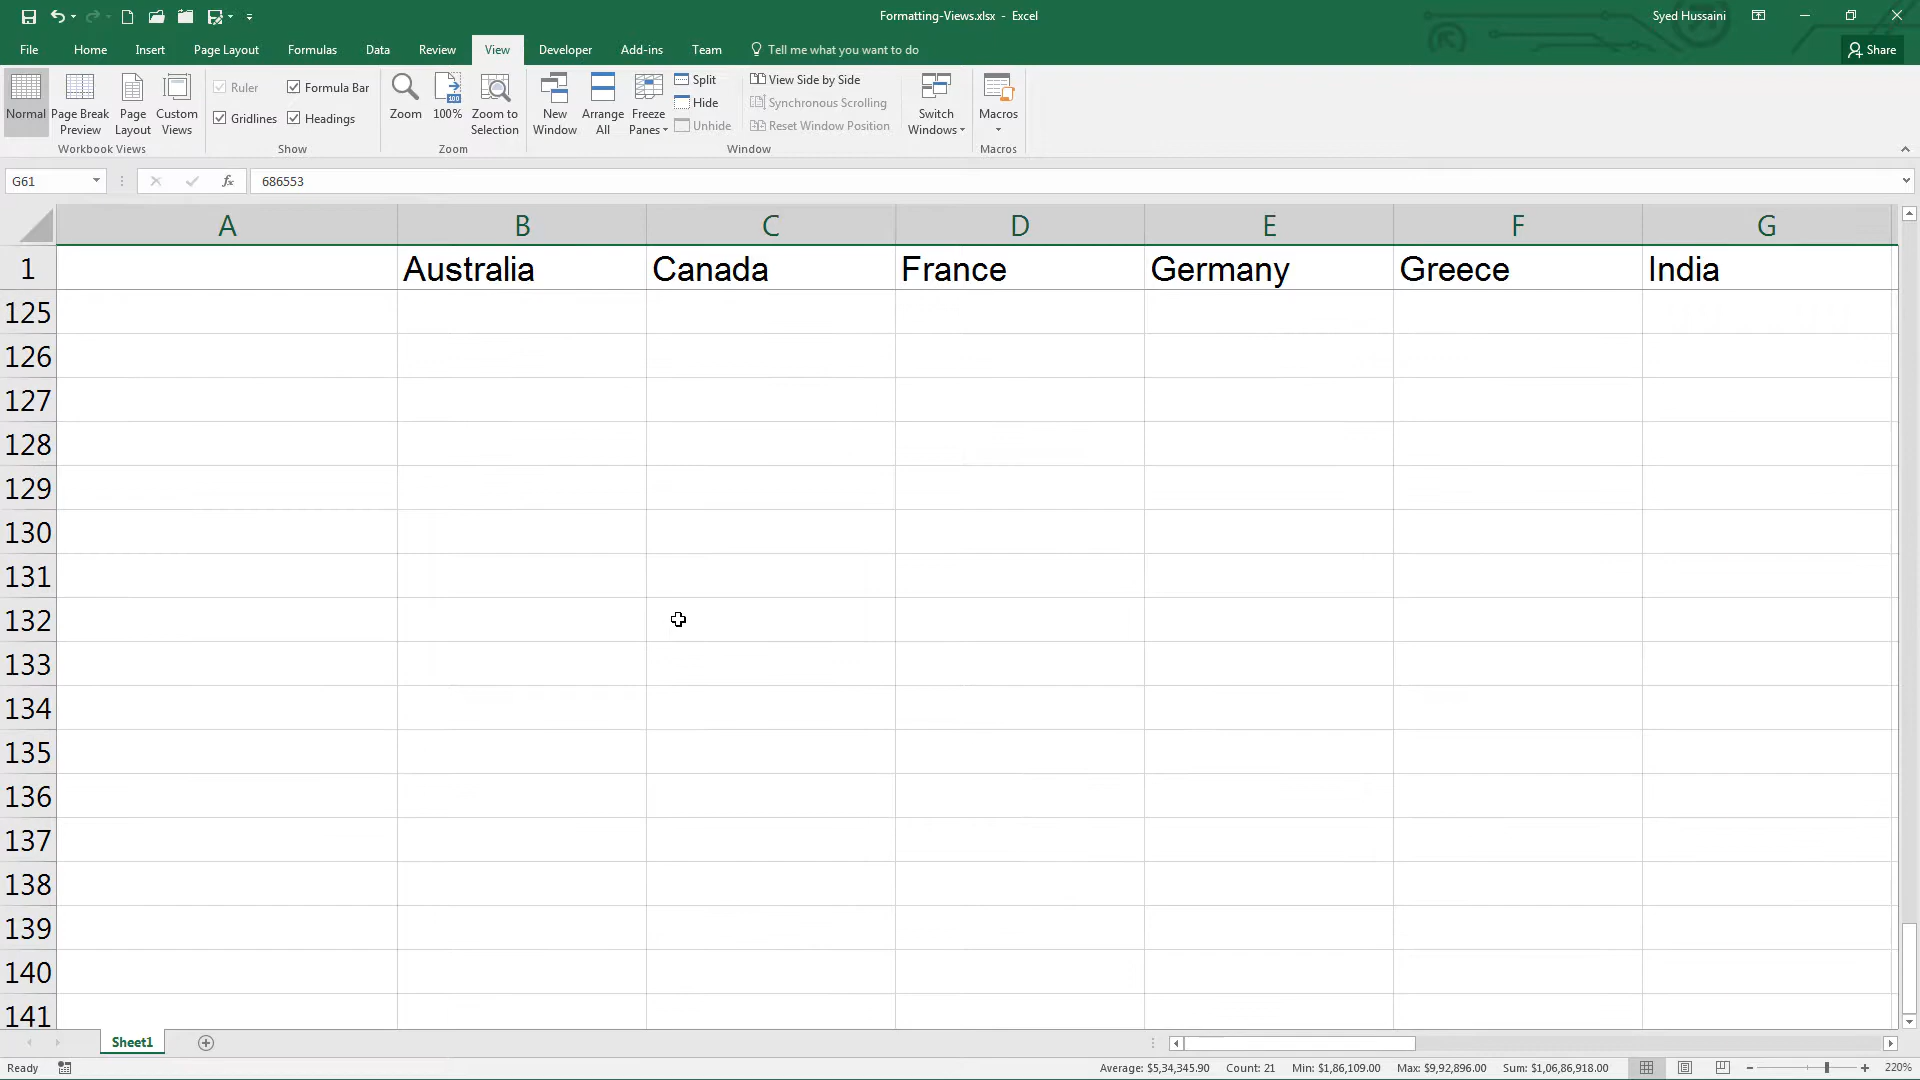 Formatting-Views.xlsx - Excel
Syed Hussaini
File Home Insert Page Layout Formulas Data Review View Developer Add-ins Team Tell me what you want to do Share
Normal
Page Break Preview
Page Layout
Custom Views
Workbook Views
Ruler
Formula Bar
Gridlines
Headings
Show
Zoom
100
100%
Zoom to Selection
Zoom
New Window
Arrange All
Freeze Panes
Split
Hide
Unhide
View Side by Side
Synchronous Scrolling
Reset Window Position
Window
Switch Windows
Macros
Macros
G61
fx
686553
A B C D E F G
1 Australia Canada France Germany Greece India
125
126
127
128
129
130
131
132
133
134
135
136
137
138
139
140
141
Sheet1
Ready
Average: $5,34,345.90 Count: 21 Min: $1,86,109.00 Max: $9,92,896.00 Sum: $1,06,86,918.00
220%